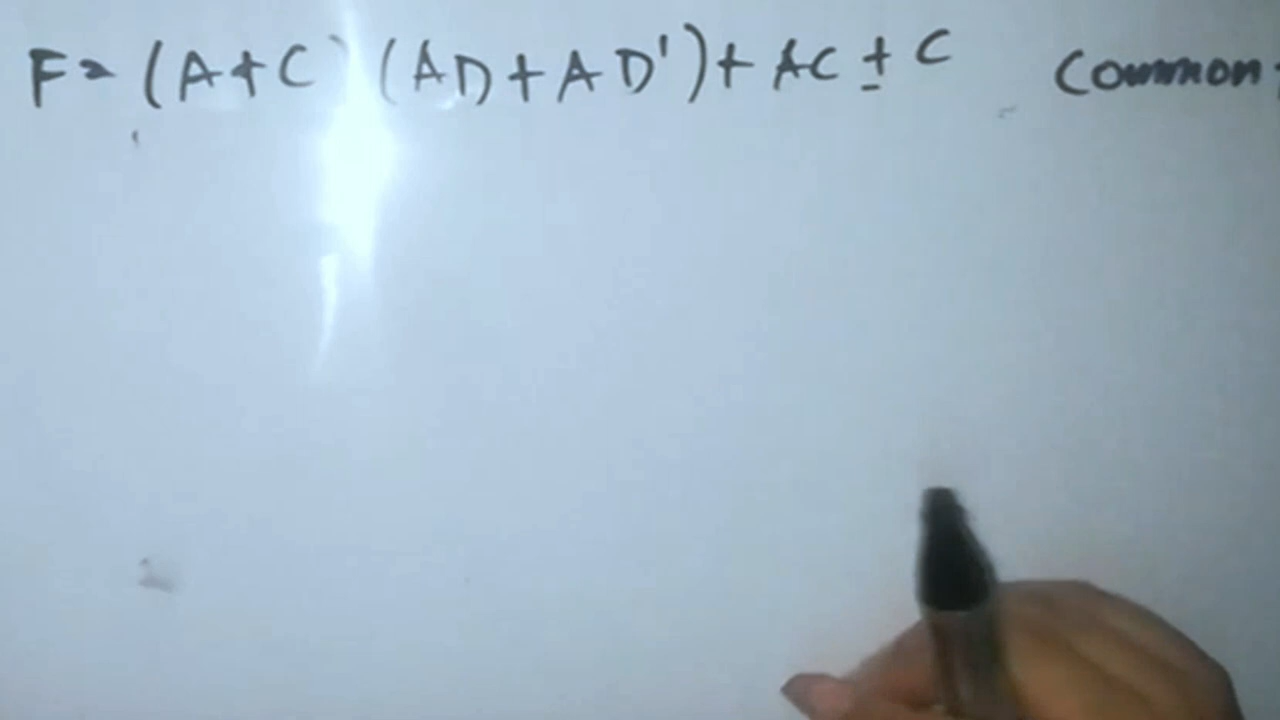 F = (A+C) (AD+AD')+ AC ± C Common